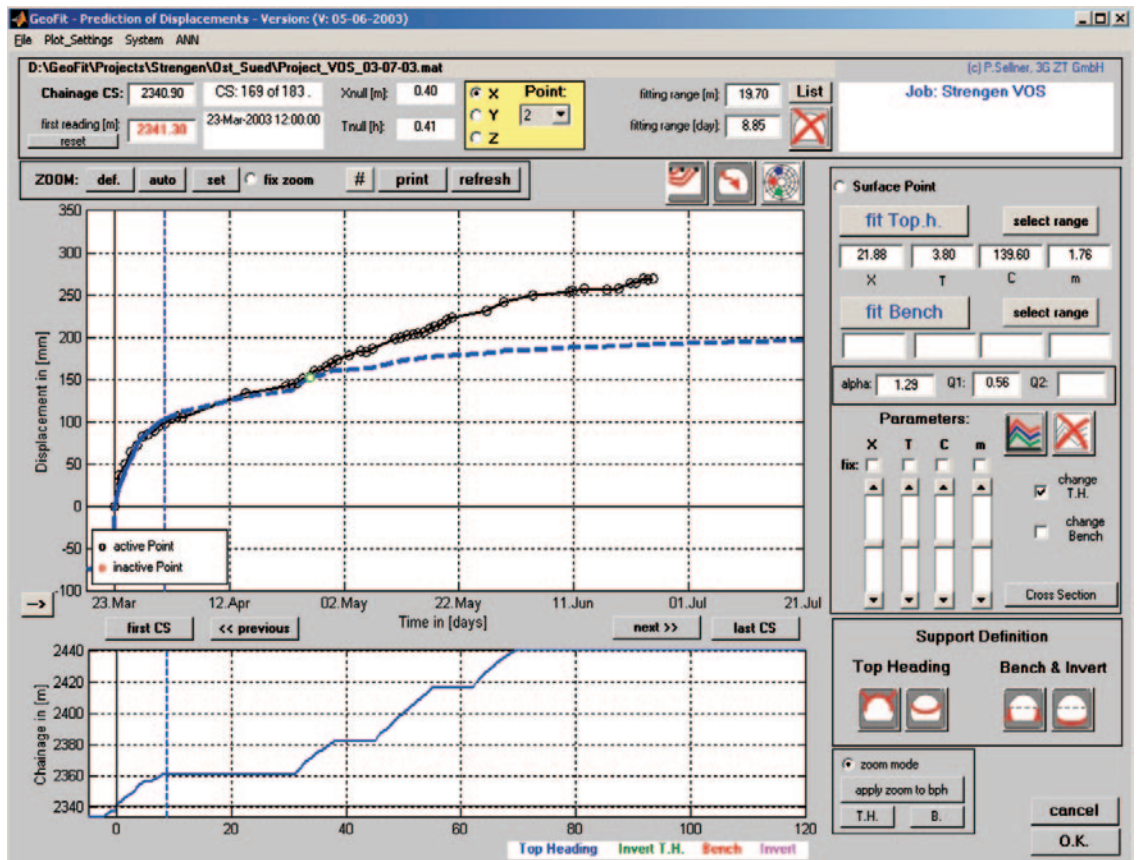 GeoFit - Prediction of Displacements - Version: (V: 05-06-2003)
File Plot_Settings System ANN
D:\GeoFit\Projects\Strengen\Ost_Sued\Project_VOS_03-07-03.mat
(c) P.Sellner, 3G ZT GmbH
Chainage CS: 2340.90 CS: 169 of 183 . Xnull [m]: 0.40 X Point: fitting range [m]: 19.70 List Job: Strengen VOS
first reading [m]: 2341.30 23-Mar-2003 12:00:00 Tnull [h]: 0.41 Y 2 fitting range [day]: 8.85
reset Z
ZOOM: def. auto set fix zoom # print refresh
Surface Point
fit Top.h. select range
21.88 3.80 139.60 1.76
X T C m
fit Bench select range
alpha: 1.29 Q1: 0.56 Q2:
Parameters:
X T C m
fix:
change
T.H.
change
Bench
Cross Section
350
300
250
200
150
100
50
0
-50
-100
Displacement in [mm]
active Point
inactive Point
23.Mar 12.Apr 02.May 22.May 11.Jun 01.Jul 21.Jul
-->
Time in [days]
first CS << previous next >> last CS
Support Definition
Top Heading Bench & Invert
2440
2420
2400
2380
2360
2340
Chainage in [m]
0 20 40 60 80 100 120
Top Heading Invert T.H. Bench Invert
zoom mode
apply zoom to bph
T.H. B.
cancel
O.K.